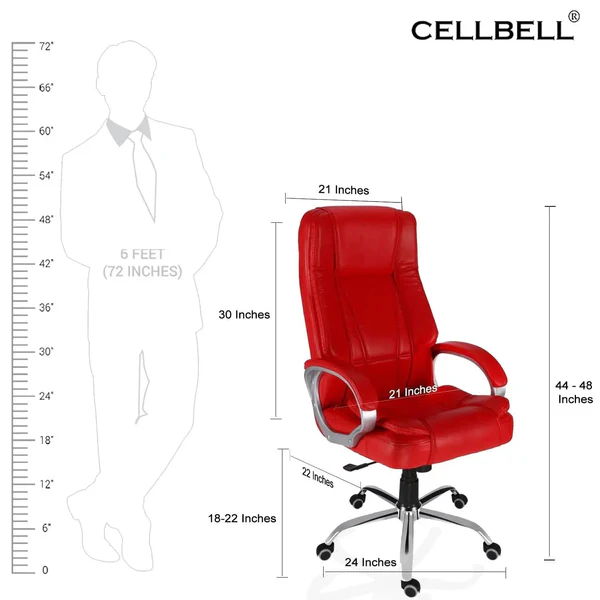 CELLBELL®
72"
66"
60"
54"
48"
42"
36"
30"
24"
18"
12"
6"
0
6 FEET
(72 INCHES)
21 Inches
30 Inches
21 Inches
44 - 48
Inches
22 Inches
18-22 Inches
24 Inches